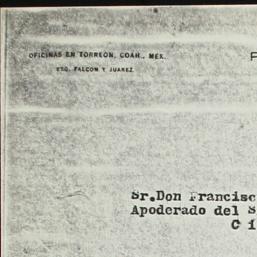 OFICINAS EN TORREON, COAH., MEX.
ESQ. FALCON Y JUAREZ.
Sr.Don Francisc
Apoderado del S
C i